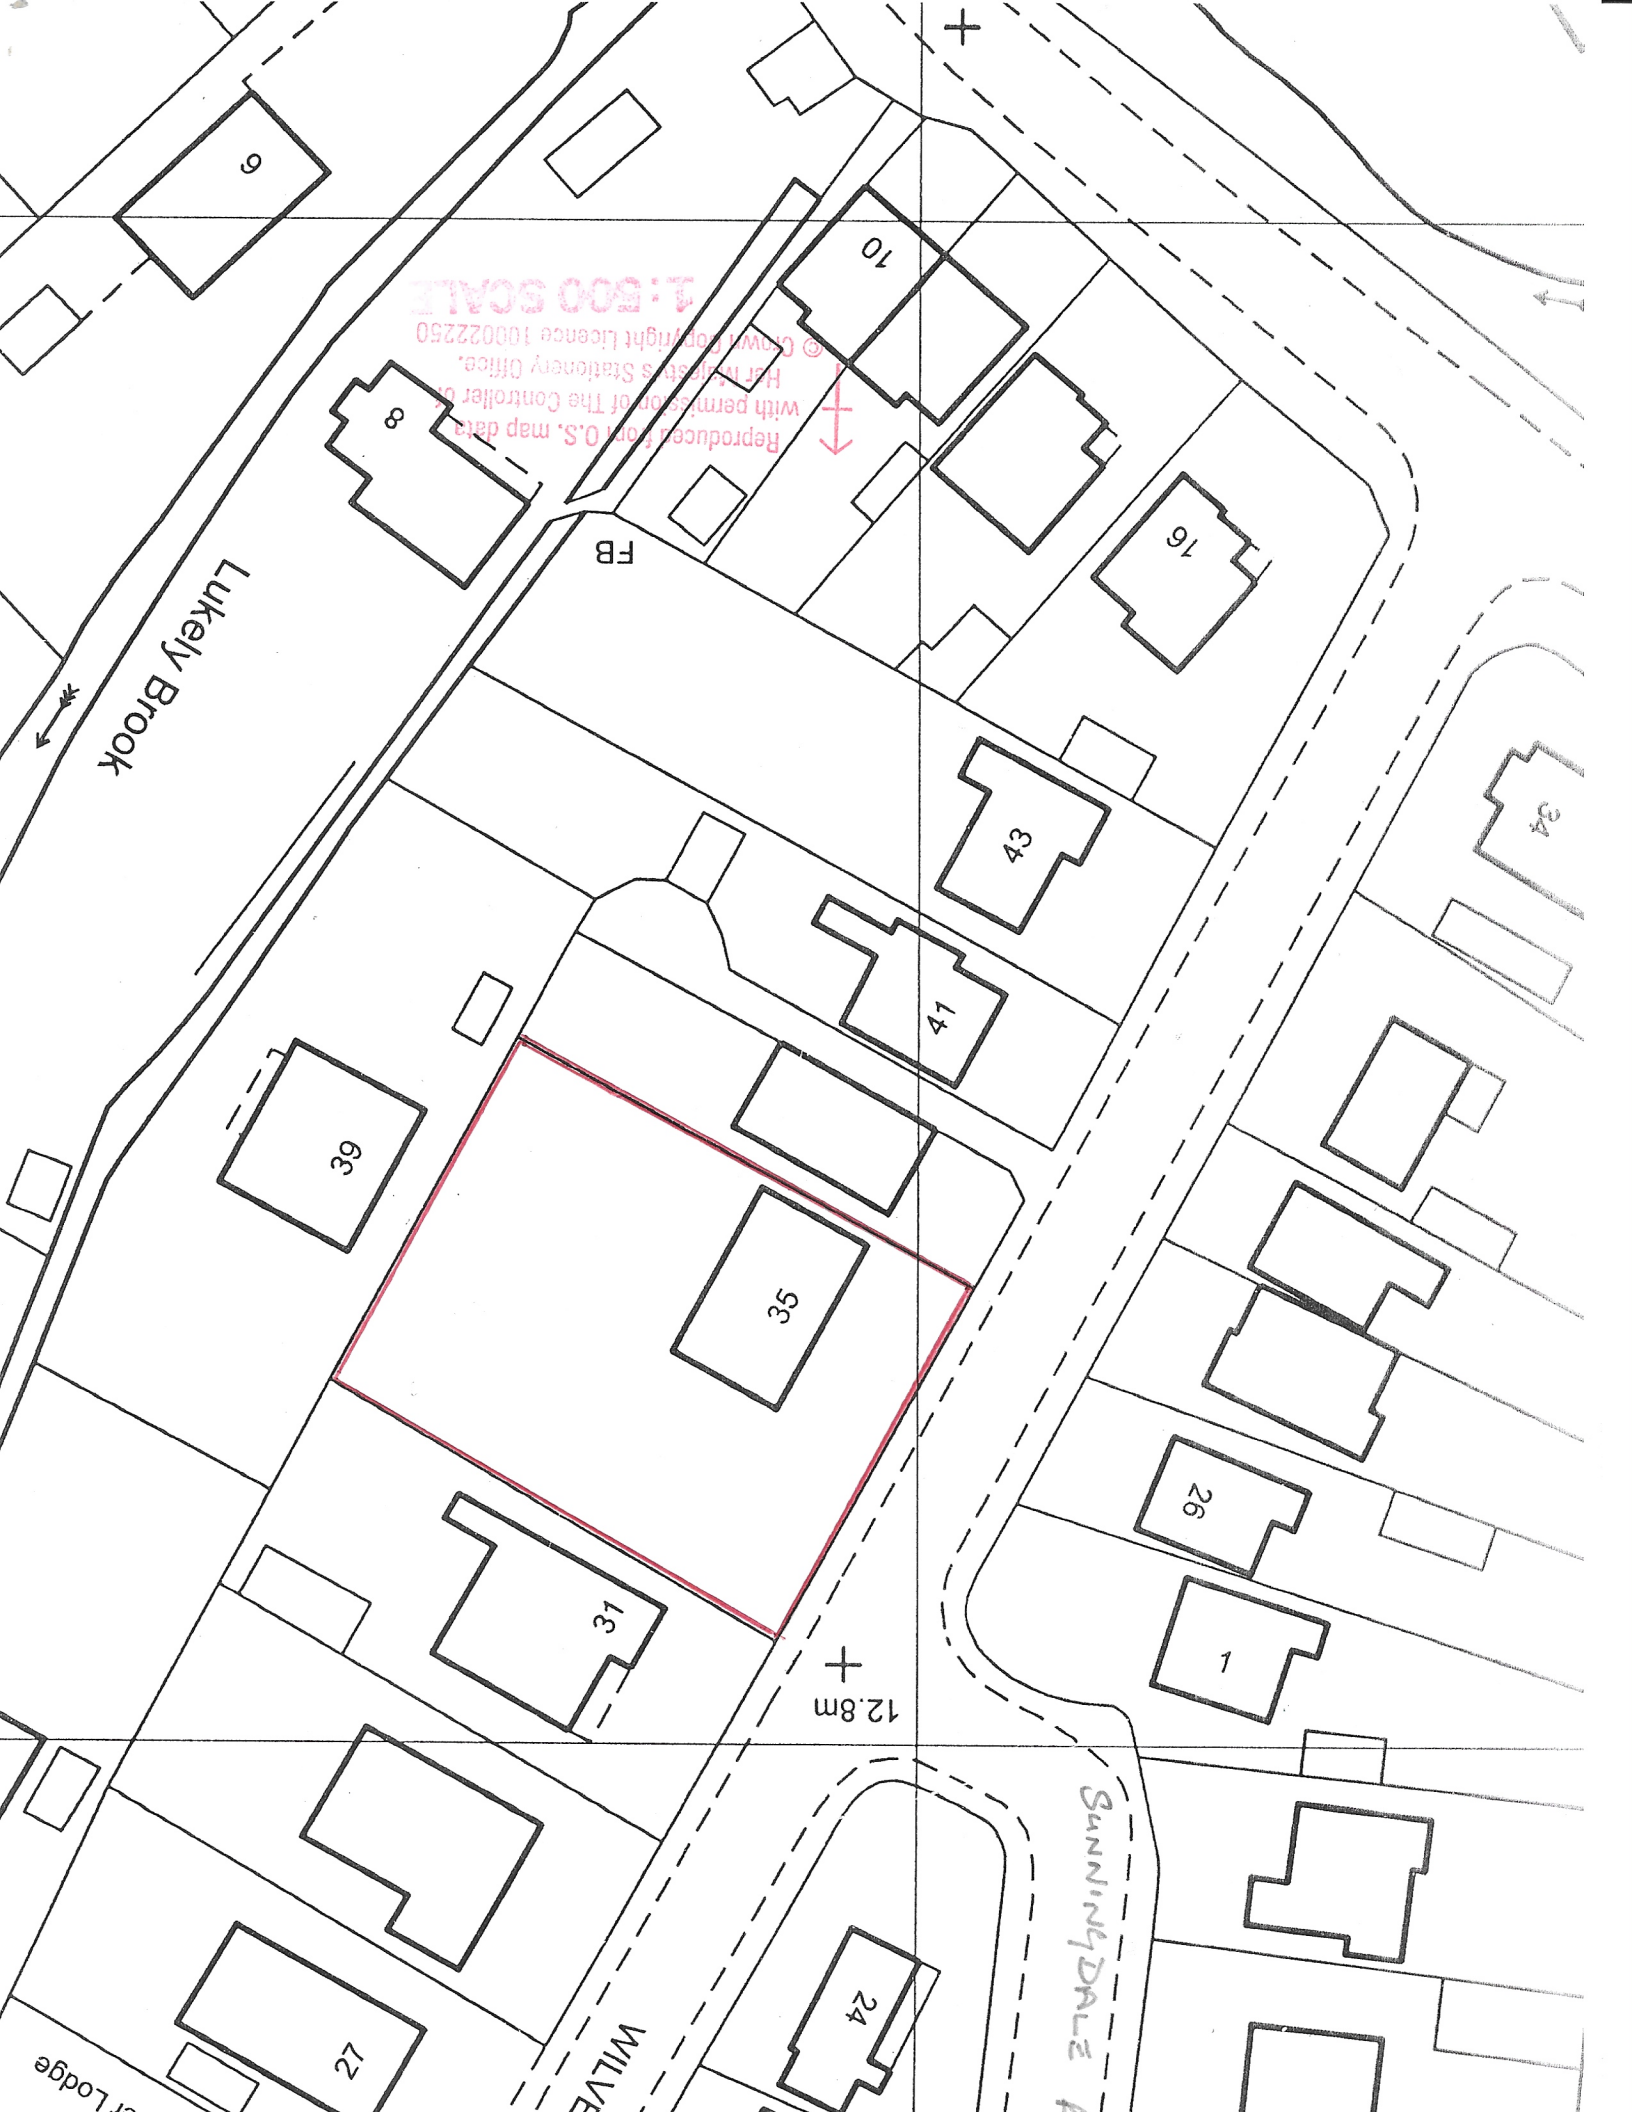 9
10
1:500 SCALE
© Crown Copyright Licence 10002250
Her Majesty's Stationery Office.
with permission of The Controller of
Reproduced from O.S. map data
8
16
FB
Lukely Brook
34
43
41
39
35
26
31
1
12.8m
SUNNINGDALE
24
27
WILVE
er Lodge